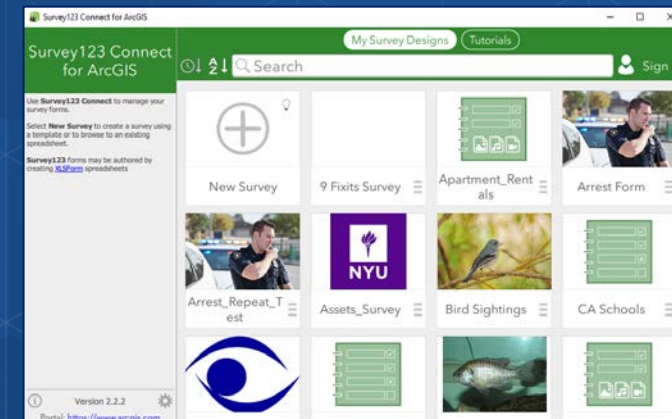 Survey123 Connect for ArcGIS
Survey123 Connect
for ArcGIS
My Survey Designs
Tutorials
Search
Sign
Use Survey123 Connect to manage your
survey forms.
Select New Survey to create a survey using
a template or to browse to an existing
spreadsheet.
Survey123 forms may be authored by
creating XLSForm spreadsheets
New Survey
9 Fixits Survey
Apartment_Rent
als
Arrest Form
NYU
Arrest_Repeat_T
est
Assets_Survey
Bird Sightings
CA Schools
Version 2.2.2
Portal: https://www.arcgis.com